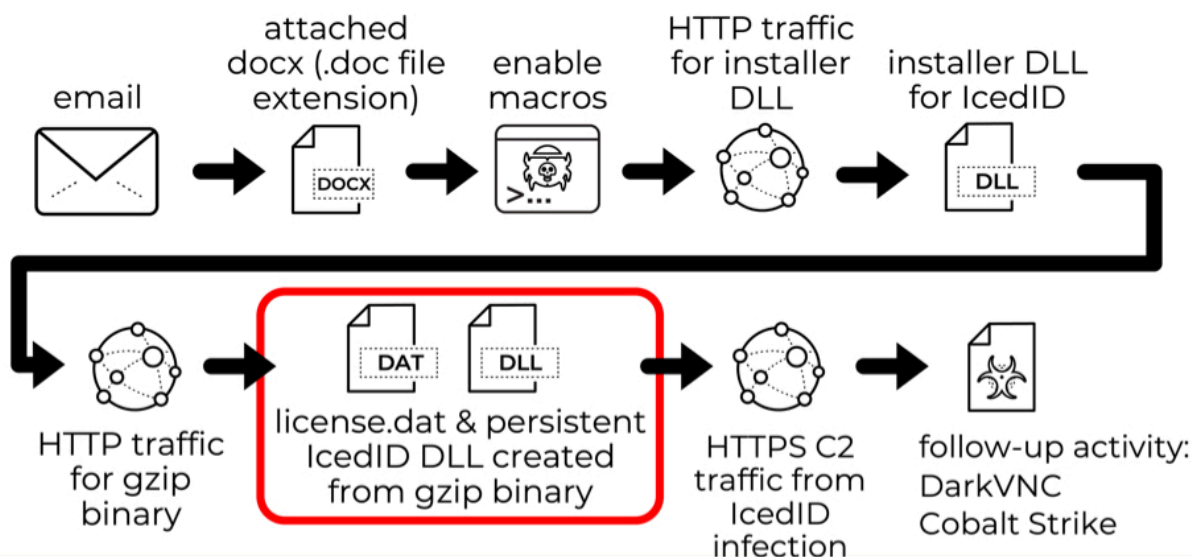 email
attached
docx (.doc file
extension)
DOCX
enable
macros
>...
HTTP traffic
for installer
DLL
installer DLL
for IcedID
DLL
HTTP traffic
for gzip
binary
DAT
DLL
license.dat & persistent
IcedID DLL created
from gzip binary
HTTPS C2
traffic from
IcedID
infection
follow-up activity:
DarkVNC
Cobalt Strike